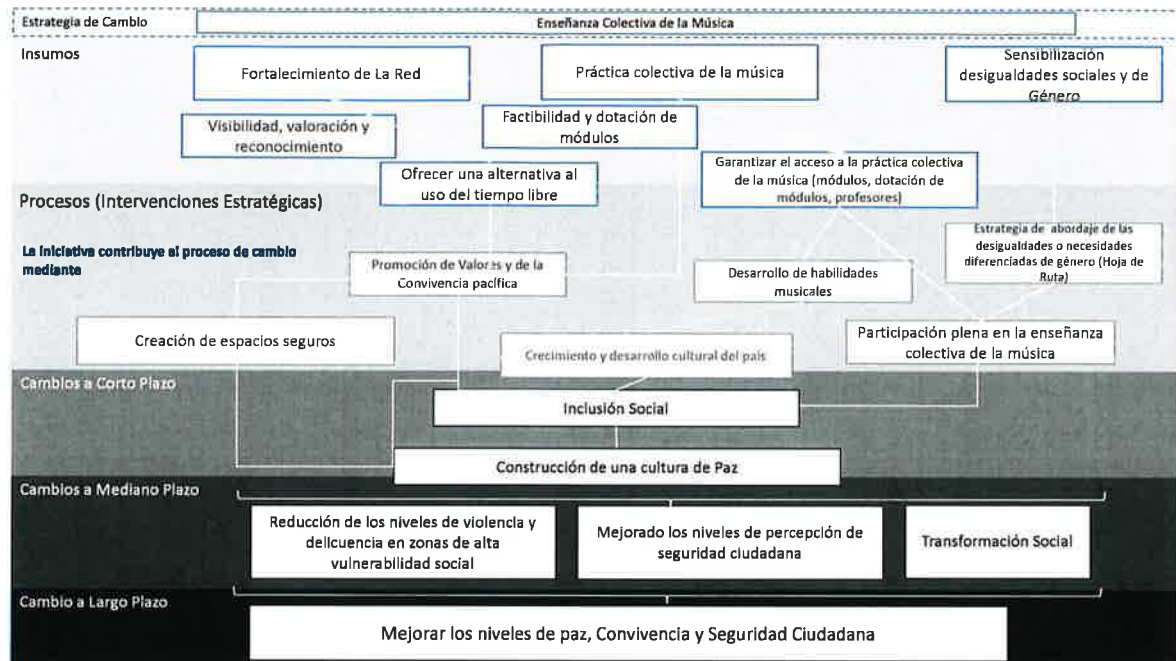 Estrategia de Cambio
Enseñanza Colectiva de la Música
Insumos
Fortalecimiento de La Red
Práctica colectiva de la música
Sensibilización
desigualdades sociales y de
Género
Visibilidad, valoración y
reconocimiento
Factibilidad y dotación de
módulos
Ofrecer una alternativa al
uso del tiempo libre
Garantizar el acceso a la práctica colectiva
de la música (módulos, dotación de
módulos, profesores)
Procesos (Intervenciones Estratégicas)
La iniciativa contribuye al proceso de cambio
mediante
Promoción de Valores y de la
Convivencia pacífica
Desarrollo de habilidades
musicales
Estrategia de abordaje de las
desigualdades o necesidades
diferenciadas de género (Hoja de
Ruta)
Creación de espacios seguros
Crecimiento y desarrollo cultural del país
Participación plena en la enseñanza
colectiva de la música
Cambios a Corto Plazo
Inclusión Social
Construcción de una cultura de Paz
Cambios a Mediano Plazo
Reducción de los niveles de violencia y
delicuencia en zonas de alta
vulnerabilidad social
Mejorado los niveles de percepción de
seguridad ciudadana
Transformación Social
Cambio a Largo Plazo
Mejorar los niveles de paz, Convivencia y Seguridad Ciudadana